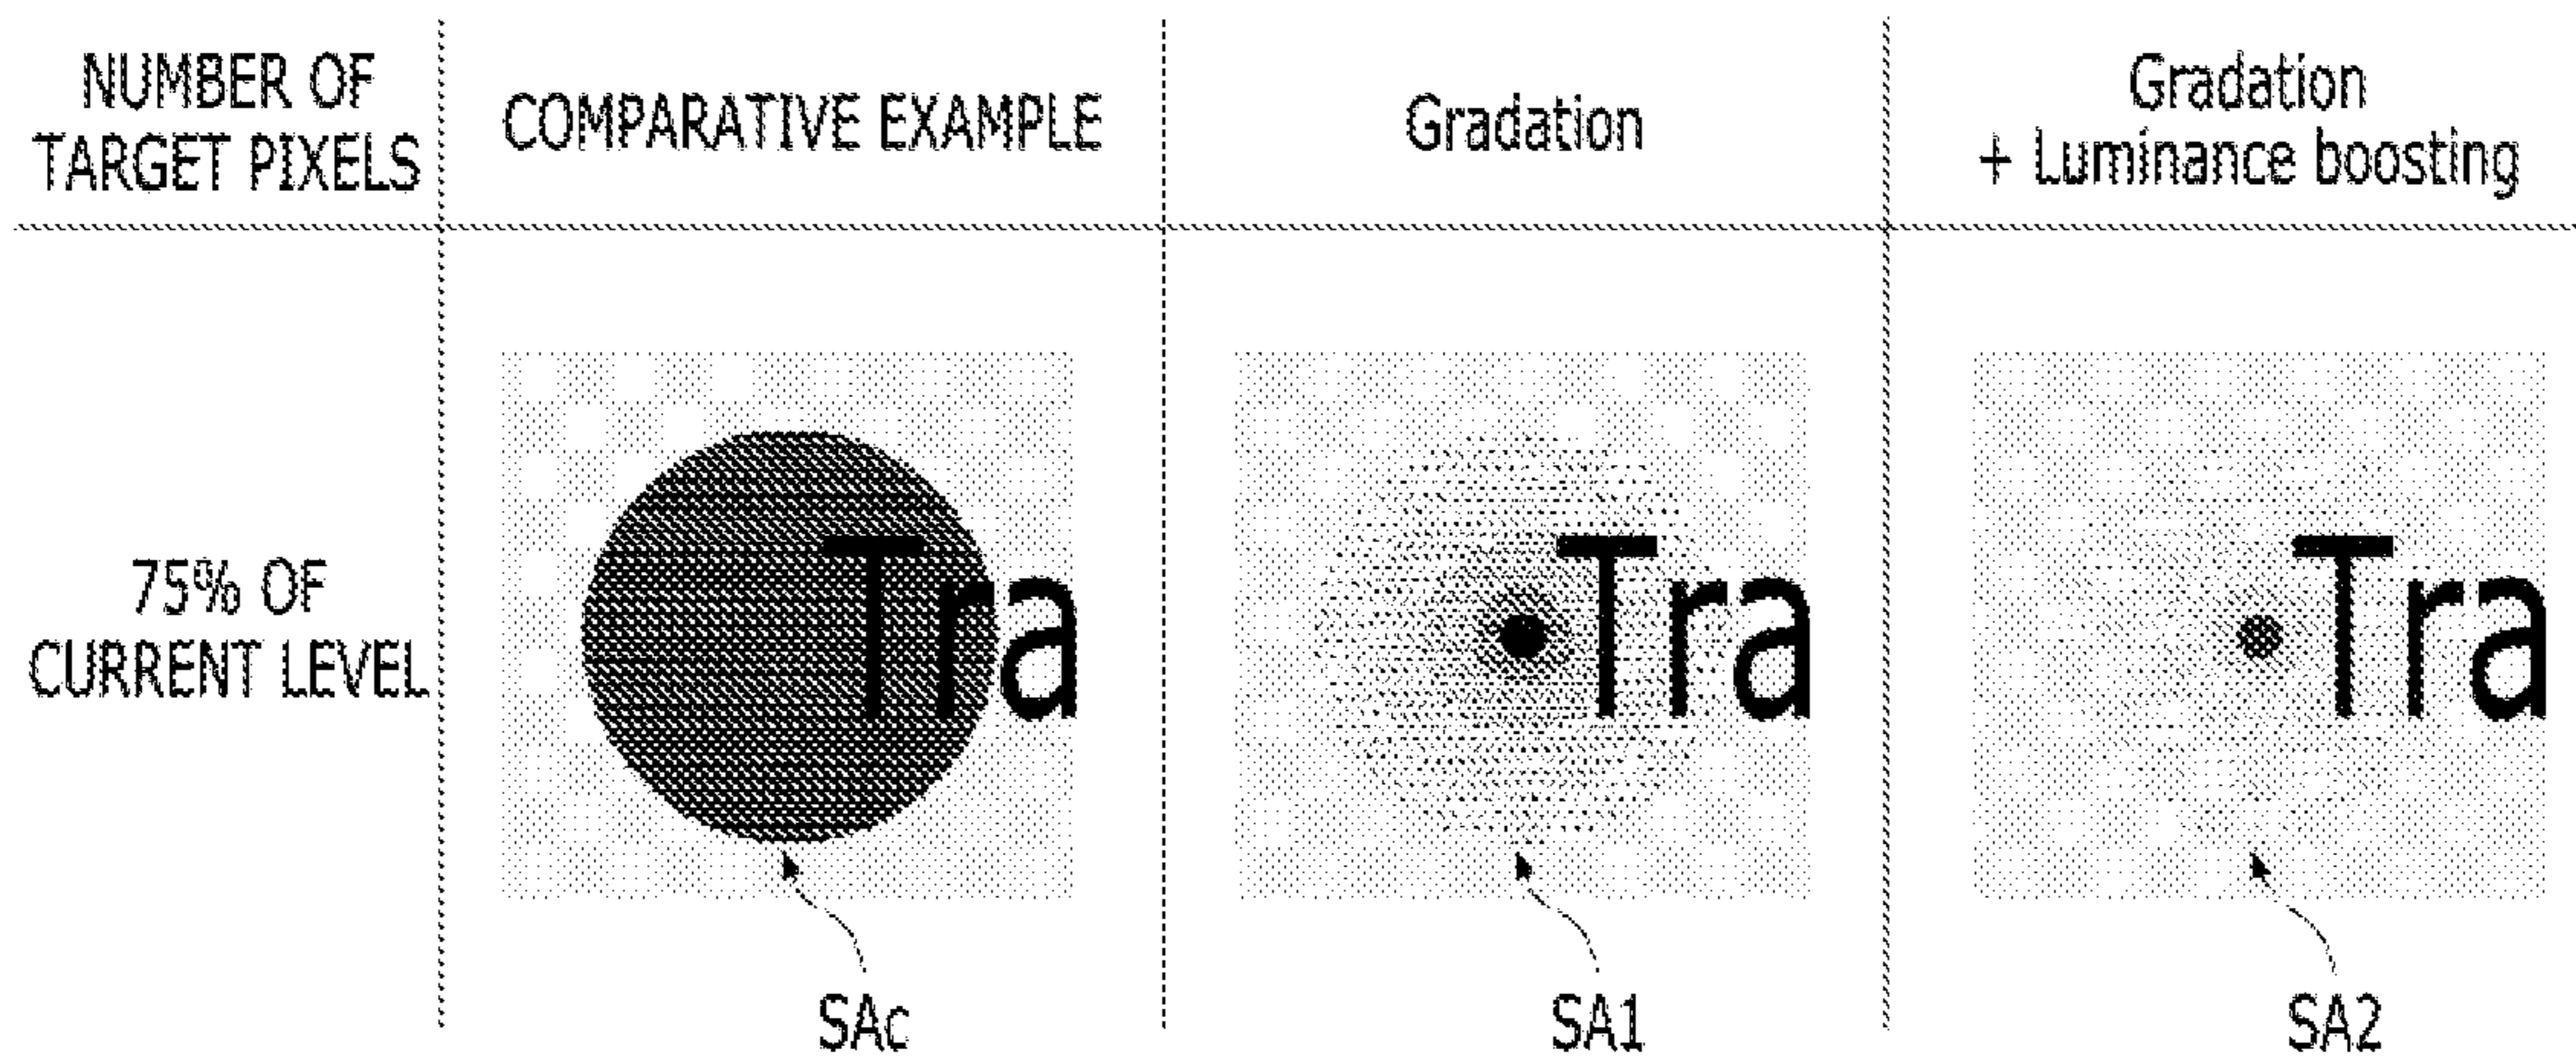 NUMBER OF
TARGET PIXELS
COMPARATIVE EXAMPLE
Gradation
Gradation
+ Luminance boosting
75% OF
CURRENT LEVEL
Tra
Tra
Tra
SAc
SA1
SA2